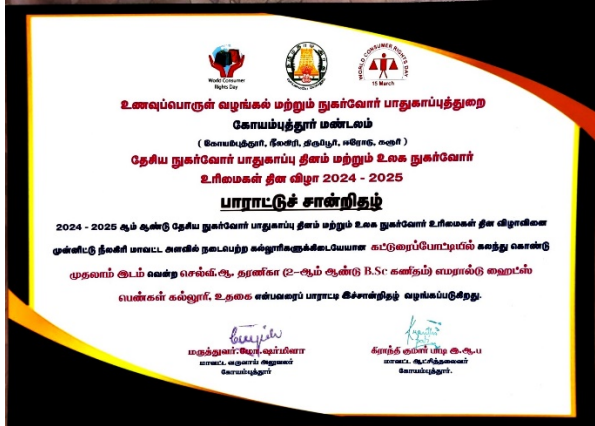 World Consumer
Rights Day
WORLD CONSUMER RIGHTS DAY
15 March
உணவுப்பொருள் வழங்கல் மற்றும் நுகர்வோர் பாதுகாப்புத்துறை
கோயம்புத்தூர் மண்டலம்
( கோயம்புத்தூர், நீலகிரி, திருப்பூர், ஈரோடு, கரூர் )
தேசிய நுகர்வோர் பாதுகாப்பு தினம் மற்றும் உலக நுகர்வோர்
உரிமைகள் தின விழா 2024 - 2025
பாராட்டுச் சான்றிதழ்
2024 - 2025 ஆம் ஆண்டு தேசிய நுகர்வோர் பாதுகாப்பு தினம் மற்றும் உலக நுகர்வோர் உரிமைகள் தின விழாவினை
முன்னிட்டு நீலகிரி மாவட்ட அளவில் நடைபெற்ற கல்லூரிகளுக்கிடையேயான கட்டுரைப்போட்டியில் கலந்து கொண்டு
முதலாம் இடம் வென்ற செல்வி.ஆ. தரணிகா (2-ஆம் ஆண்டு B.Sc கணிதம்) எமரால்டு ஹைட்ஸ்
பெண்கள் கல்லூரி, உதகை என்பவரைப் பாராட்டி இச்சான்றிதழ் வழங்கப்படுகிறது.
மருத்துவர்.மோ.ஷர்மிளா
மாவட்ட வருவாய் அலுவலர்
கோயம்புத்தூர்
கிராந்தி குமார் பாடி இ.ஆ.ப
மாவட்ட ஆட்சித்தலைவர்
கோயம்புத்தூர்.